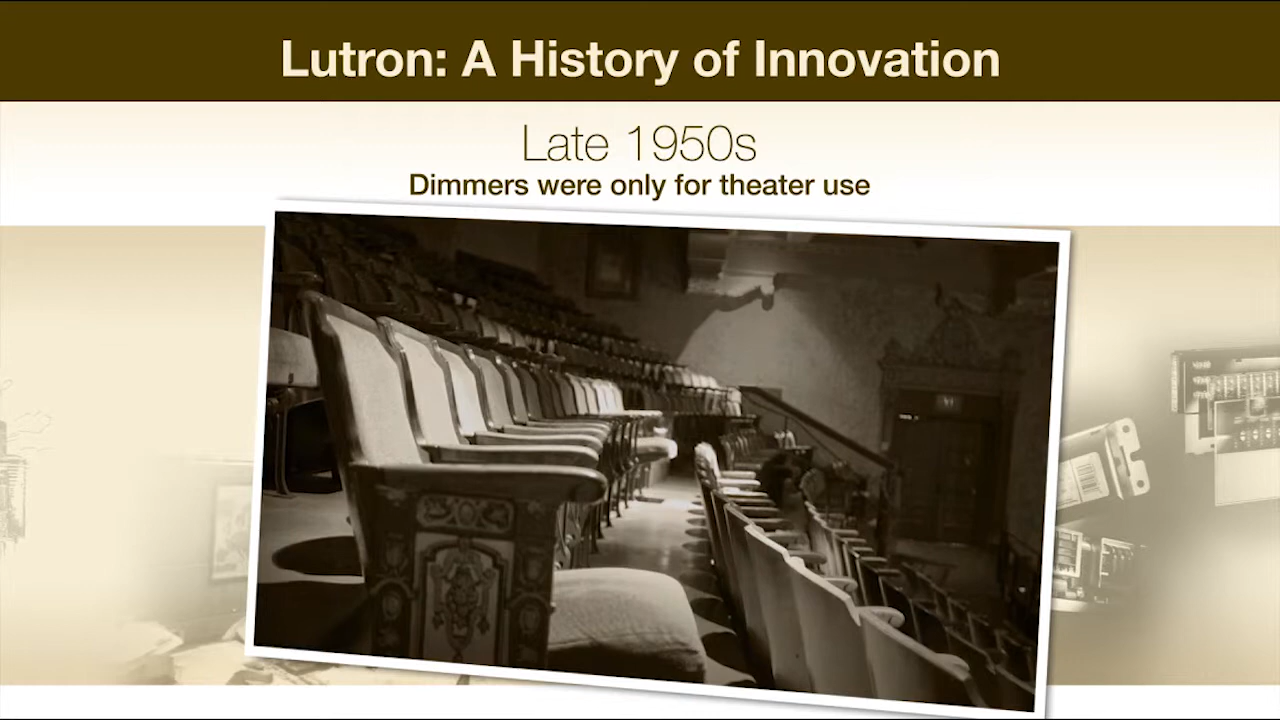 Lutron: A History of Innovation
Late 1950s
Dimmers were only for theater use